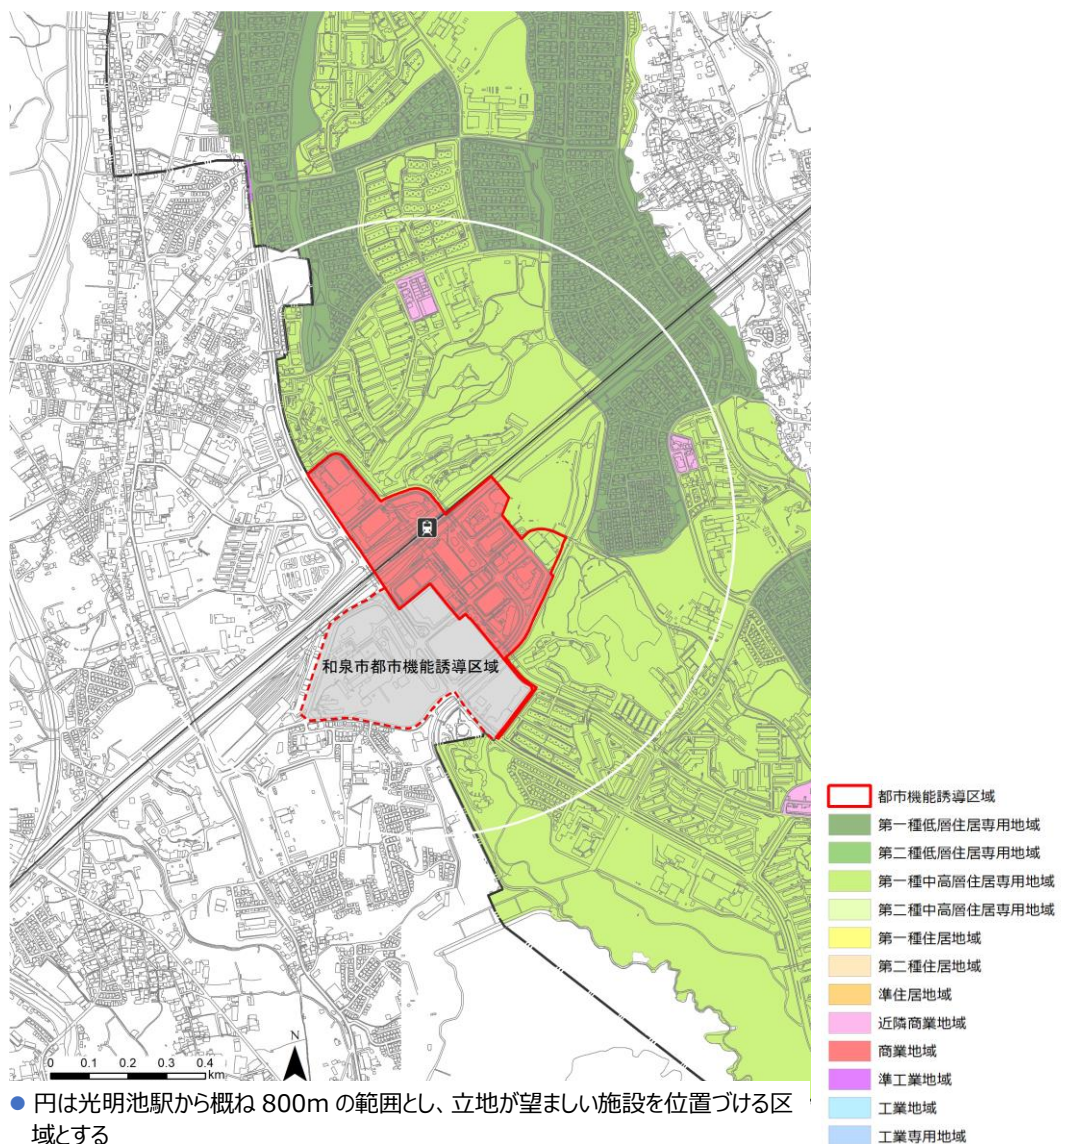 和泉市都市機能誘導区域
都市機能誘導区域
第一種低層住居専用地域
第二種低層住居専用地域
第一種中高層住居専用地域
第二種中高層住居専用地域
第一種住居地域
第二種住居地域
準住居地域
近隣商業地域
商業地域
準工業地域
工業地域
工業専用地域
N
0 0.1 0.2 0.3 0.4
km
● 円は光明池駅から概ね 800m の範囲とし、立地が望ましい施設を位置づける区
域とする